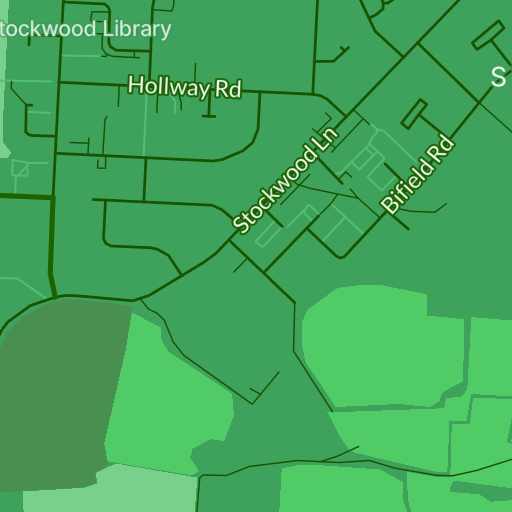 tockwood Library
Hollway Rd
S
Stockwood Ln
Bifield Rd